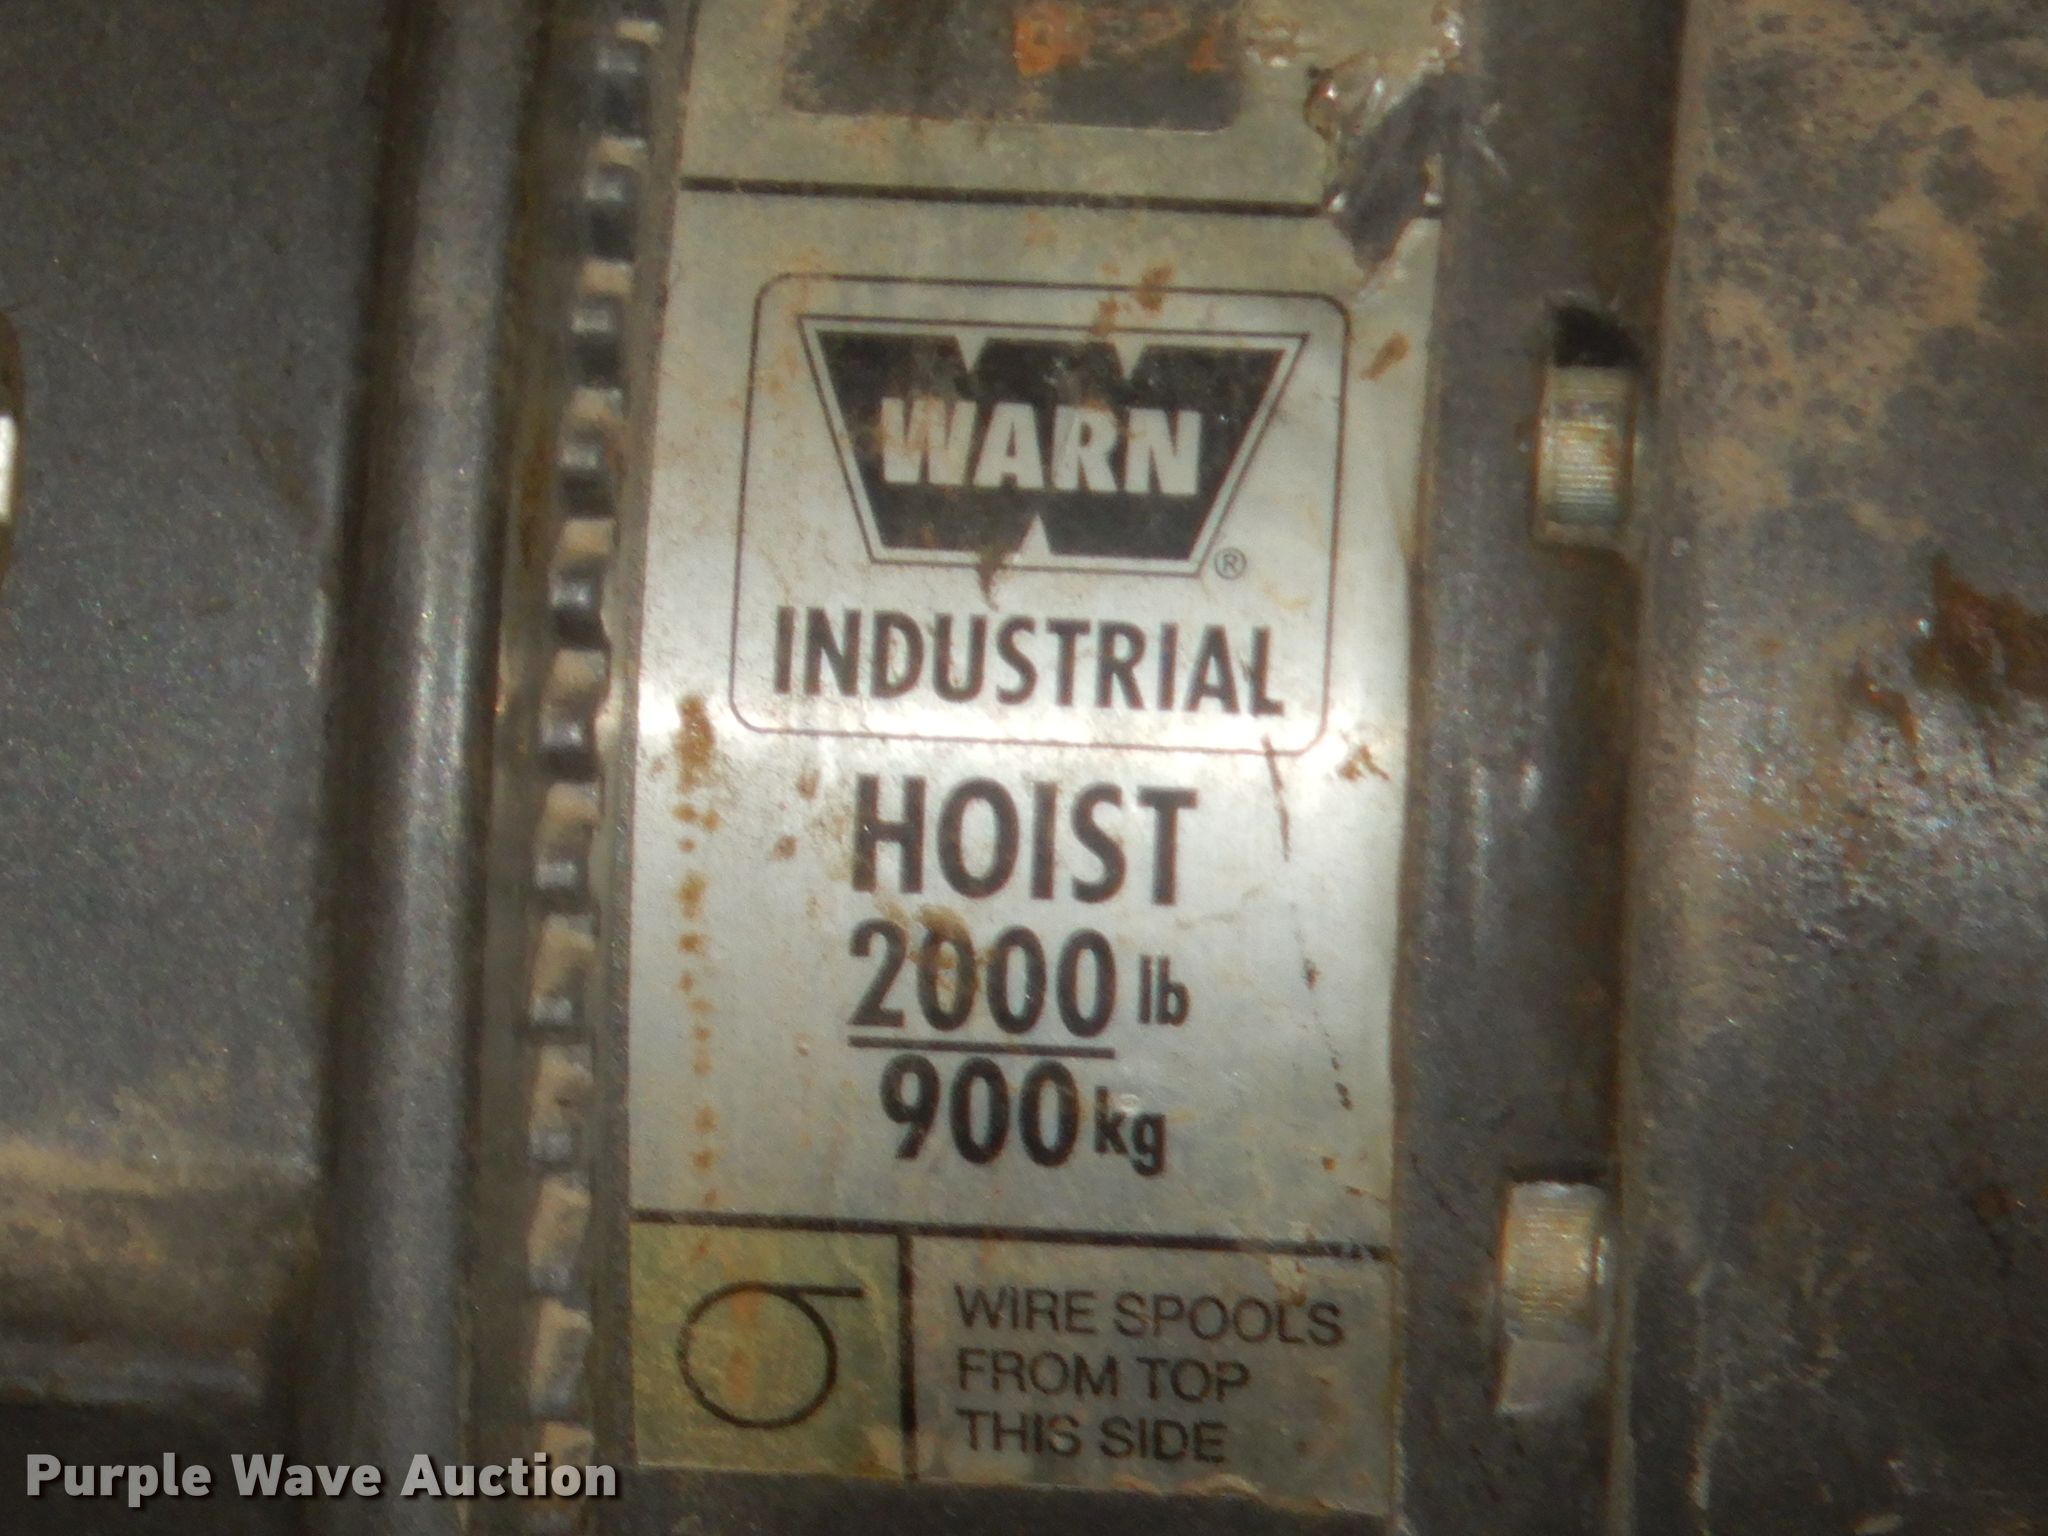 WARN
®
INDUSTRIAL
HOIST
2000 lb
900 kg
WIRE SPOOLS
FROM TOP
THIS SIDE
Purple Wave Auction